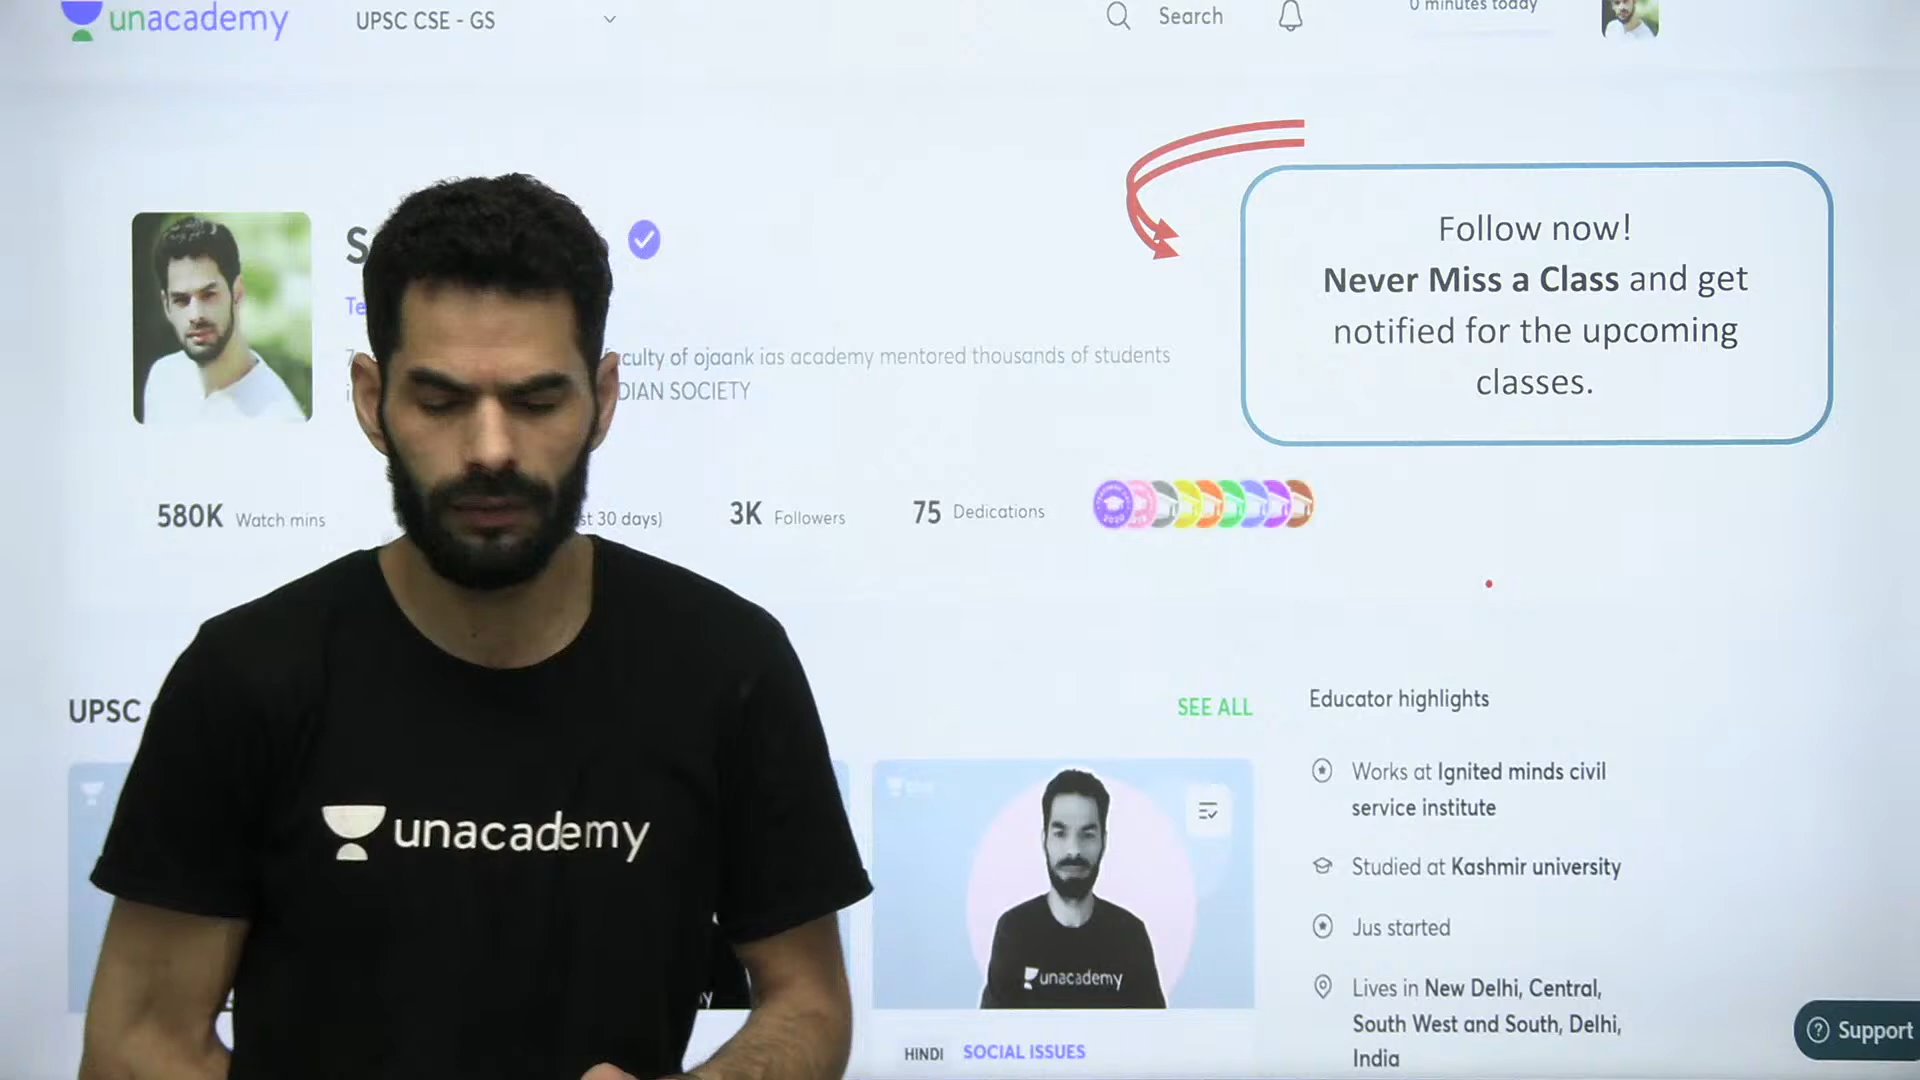 unacademy
UPSC CSE - GS
Search
0 minutes today
Follow now!
Never Miss a Class and get
notified for the upcoming
classes.
S
Te
7
faculty of ojaank ias academy mentored thousands of students
i
DIAN SOCIETY
580K Watch mins
st 30 days)
3K Followers
75 Dedications
2020
UPSC
SEE ALL
Educator highlights
Works at Ignited minds civil
service institute
Studied at Kashmir university
Jus started
Lives in New Delhi, Central,
South West and South, Delhi,
India
unacademy
unacademy
y
HINDI SOCIAL ISSUES
Support